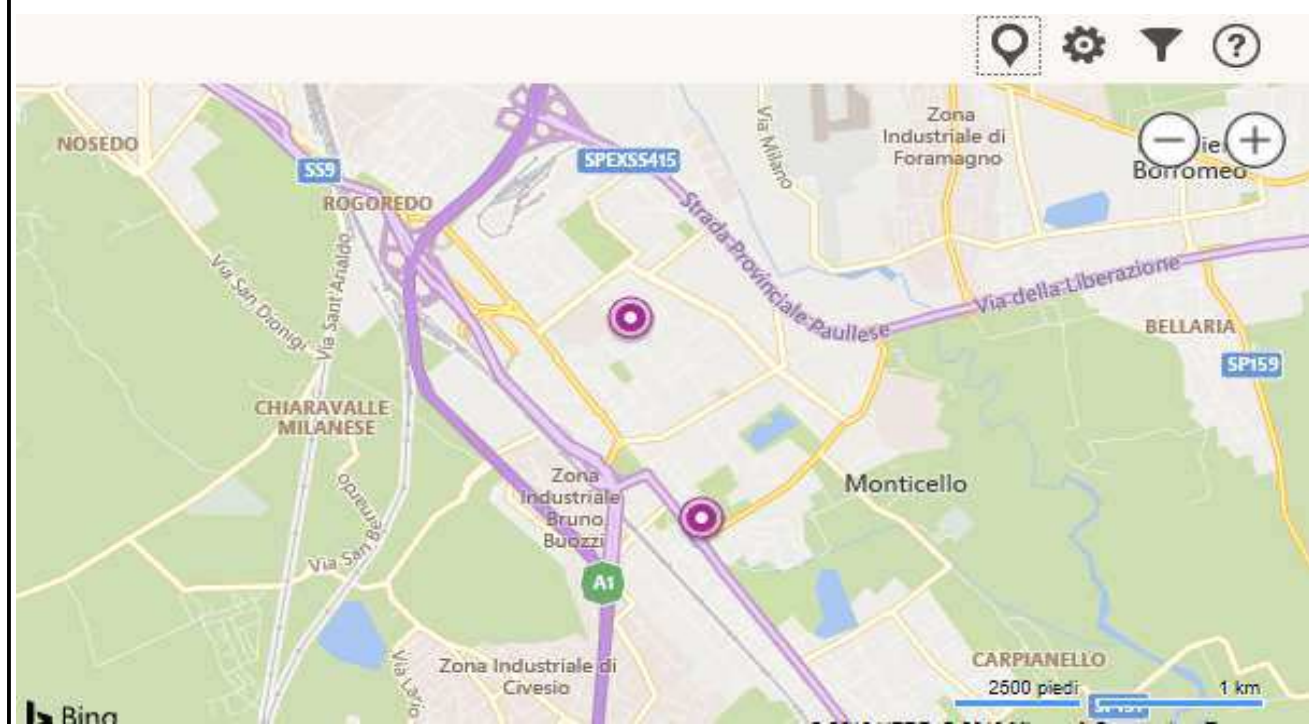 NOSEDO
SS9
ROGOREDO
SPEXSS415
Via Milano
Zona
Industriale di
Foramagno
Borromeo
Strada Provinciale Paullese
Via della Liberazione
BELLARIA
SP159
Via San Dionigi
Via Sant'Arialdo
CHIARAVALLE
MILANESE
Via San Bernardo
Zona
Industriale
Bruno
Buozzi
Monticello
A1
Zona Industriale di
Civesio
Via Lario
CARPIANELLO
2500 piedi
1 km
Bing